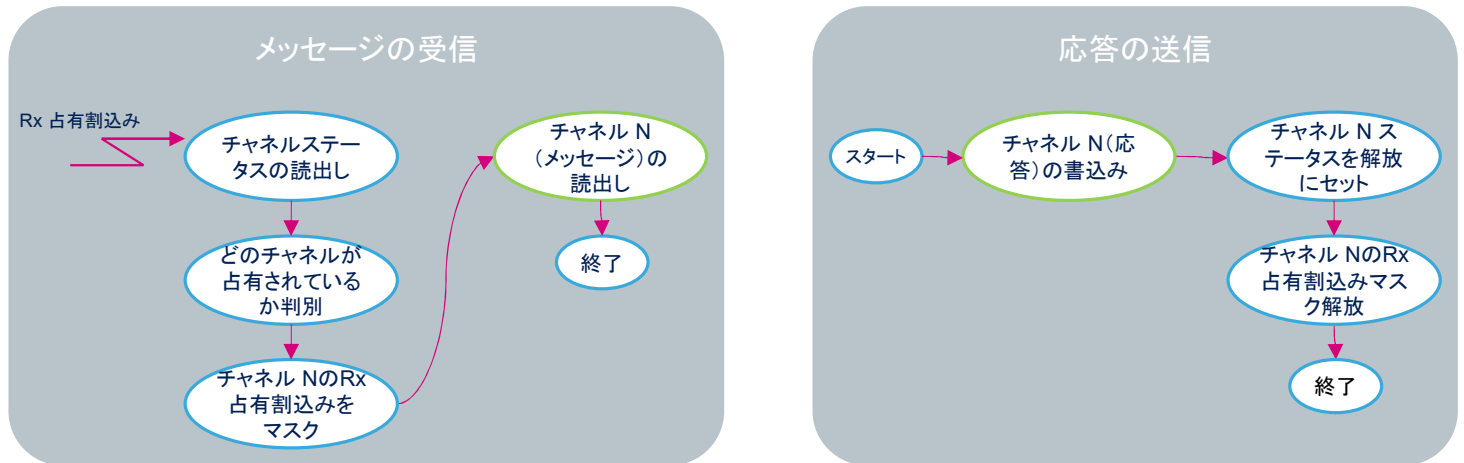 メッセージの受信
Rx 占有割込み
チャネルステー
タスの読出し
どのチャネルが
占有されている
か判別
チャネル NのRx
占有割込みを
マスク
チャネル N
（メッセージ）の
読出し
終了
応答の送信
スタート
チャネル N（応
答）の書込み
チャネル N ス
テータスを解放
にセット
チャネル NのRx
占有割込みマス
ク解放
終了